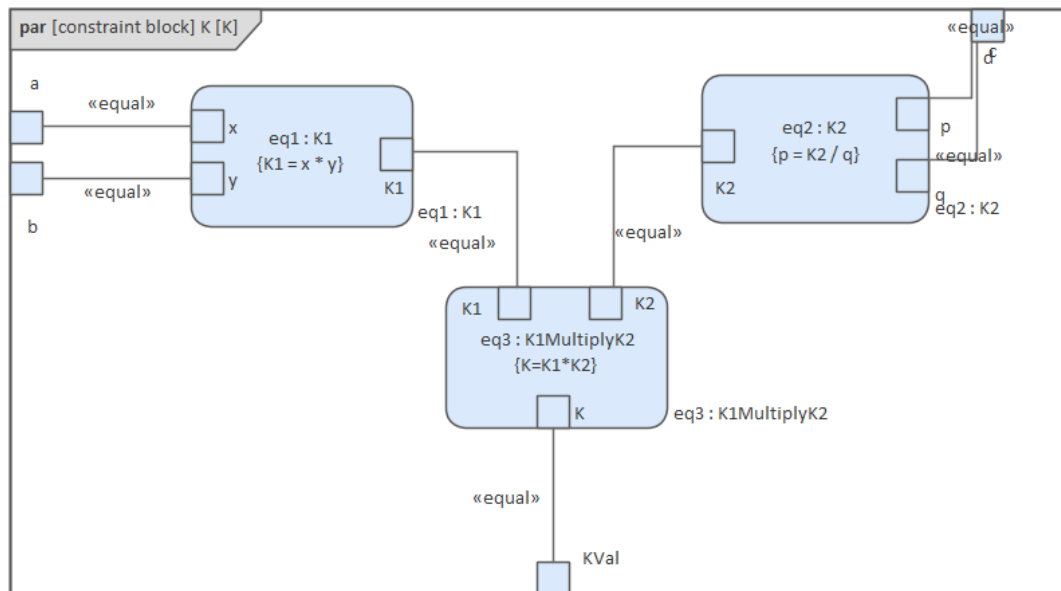 par [constraint block] K [K]
«equal»
c
d
a
«equal»
x
eq1 : K1
{K1 = x * y}
K1
y
«equal»
b
eq1 : K1
«equal»
eq2 : K2
{p = K2 / q}
p
K2
«equal»
q
eq2 : K2
«equal»
K1
K2
eq3 : K1MultiplyK2
{K=K1*K2}
K
eq3 : K1MultiplyK2
«equal»
KVal